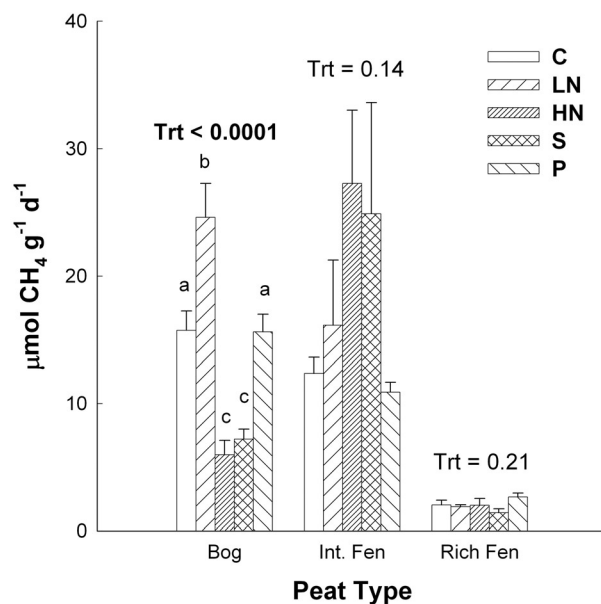 40
30
20
10
0
μmol CH4 g-1 d-1
C
LN
HN
S
P
Trt < 0.0001
a
b
c
c
a
Trt = 0.14
Trt = 0.21
Bog
Int. Fen
Rich Fen
Peat Type